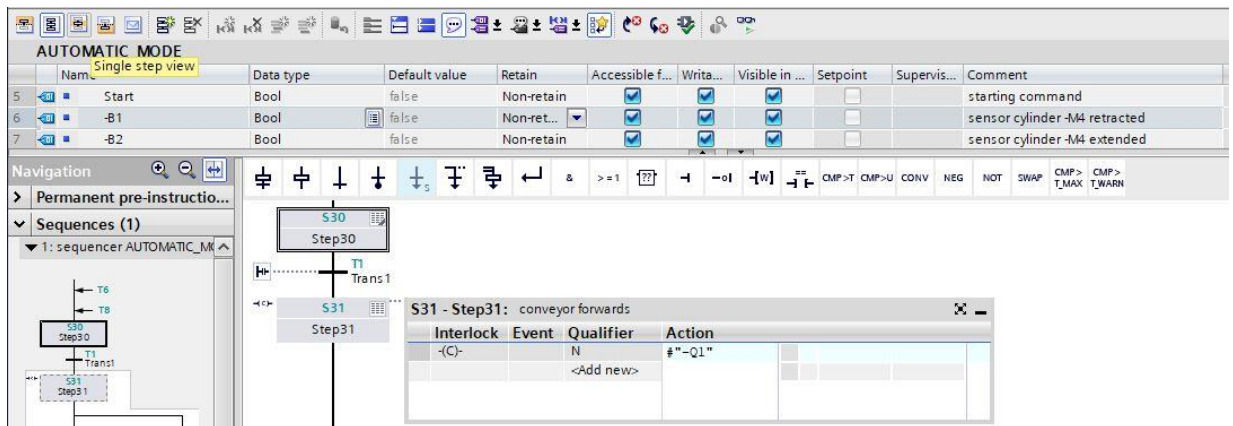 AUTOMATIC_MODE
Single step view
Name Data type Default value Retain Accessible f... Writa... Visible in ... Setpoint Supervis... Comment
5 Start Bool false Non-retain starting command
6 -B1 Bool false Non-ret... sensor cylinder -M4 retracted
7 -B2 Bool false Non-retain sensor cylinder -M4 extended
Navigation
& >=1 ?? CMP>T CMP>U CONV NEG NOT SWAP CMP> T_MAX CMP> T_WARN
Permanent pre-instructio...
Sequences (1)
1: sequencer AUTOMATIC_M
T6
T8
S30
Step30
T1
Trans1
S31
Step31
S30
Step30
T1
Trans1
S31
Step31
S31 - Step31: conveyor forwards
Interlock Event Qualifier Action
-(C)- N #"-Q1"
<Add new>